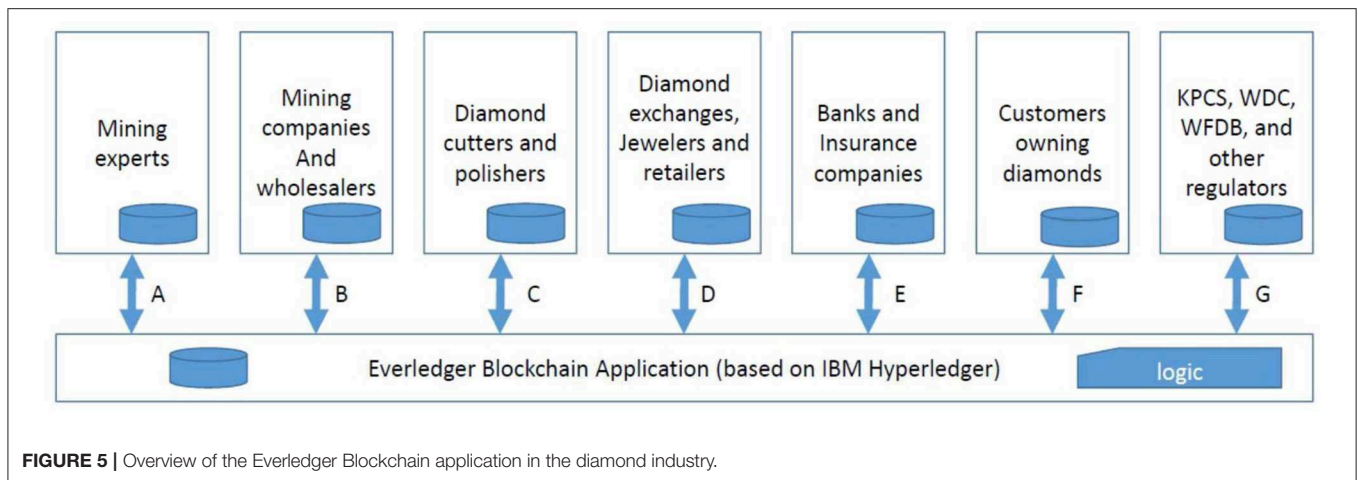 Mining
experts
Mining
companies
And
wholesalers
Diamond
cutters and
polishers
Diamond
exchanges,
Jewelers and
retailers
Banks and
Insurance
companies
Customers
owning
diamonds
KPCS, WDC,
WFDB, and
other
regulators
A
B
C
D
E
F
G
Everledger Blockchain Application (based on IBM Hyperledger)
logic
FIGURE 5 | Overview of the Everledger Blockchain application in the diamond industry.